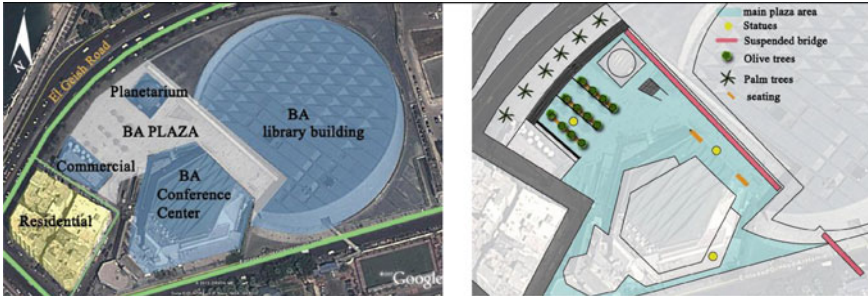 N
El Geish Road
Planetarium
BA PLAZA
BA
library building
Commercial
BA
Conference
Center
Residential
Google
main plaza area
Statues
Suspended bridge
Olive trees
Palm trees
seating